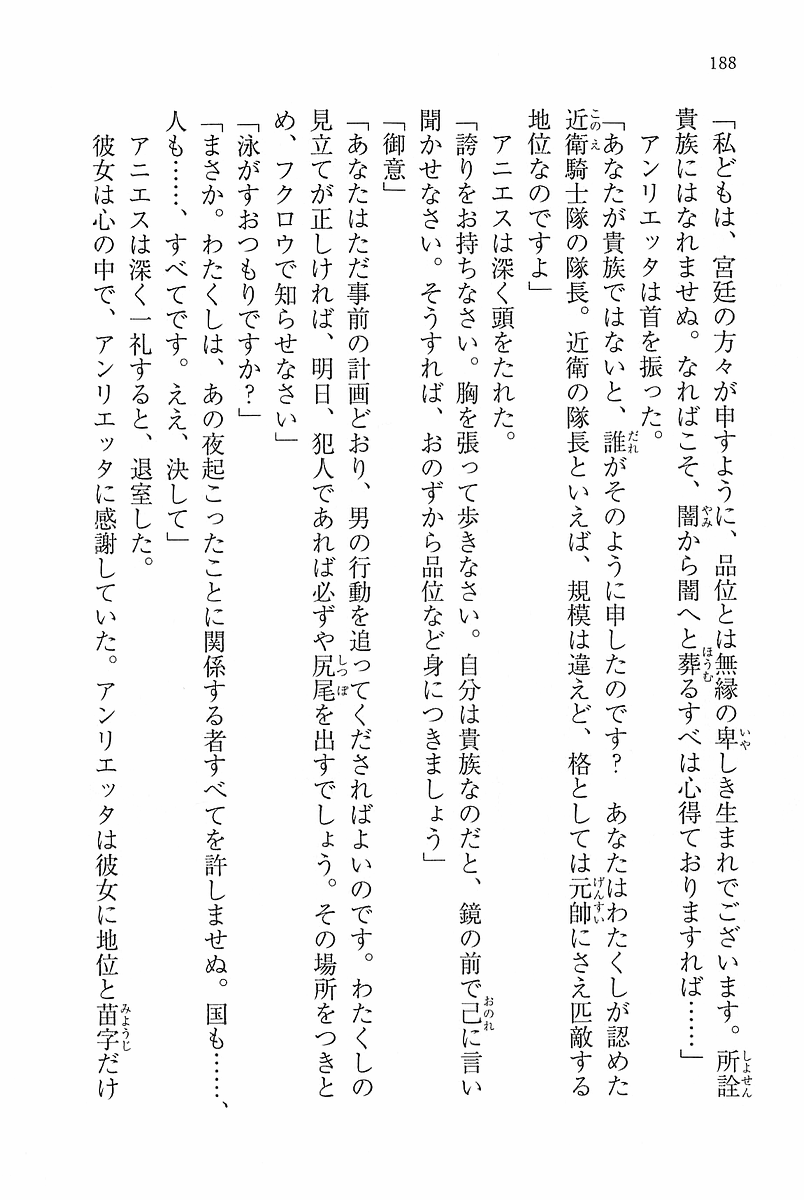 188
「私どもは、宮廷の方々が申すように、品位とは無縁の卑しき生まれでございます。所詮
貴族にはなれませぬ。なればこそ、闇から闇へと葬るすべは心得ておりますれば……」
アンリエッタは首を振った。
「あなたが貴族ではないと、誰がそのように申したのです?　あなたはわたくしが認めた
近衛騎士隊の隊長。近衛の隊長といえば、規模は違えど、格としては元帥にさえ匹敵する
地位なのですよ」
アニエスは深く頭をたれた。
「誇りをお持ちなさい。胸を張って歩きなさい。自分は貴族なのだと、鏡の前で己に言い
聞かせなさい。そうすれば、おのずから品位など身につきましょう」
「御意」
「あなたはただ事前の計画どおり、男の行動を追ってくださればよいのです。わたくしの
見立てが正しければ、明日、犯人であれば必ずや尻尾を出すでしょう。その場所をつきと
め、フクロウで知らせなさい」
「泳がすおつもりですか?」
「まさか。わたくしは、あの夜起こったことに関係する者すべてを許しませぬ。国も……、
人も……、すべてです。ええ、決して」
アニエスは深く一礼すると、退室した。
彼女は心の中で、アンリエッタに感謝していた。アンリエッタは彼女に地位と苗字だけ